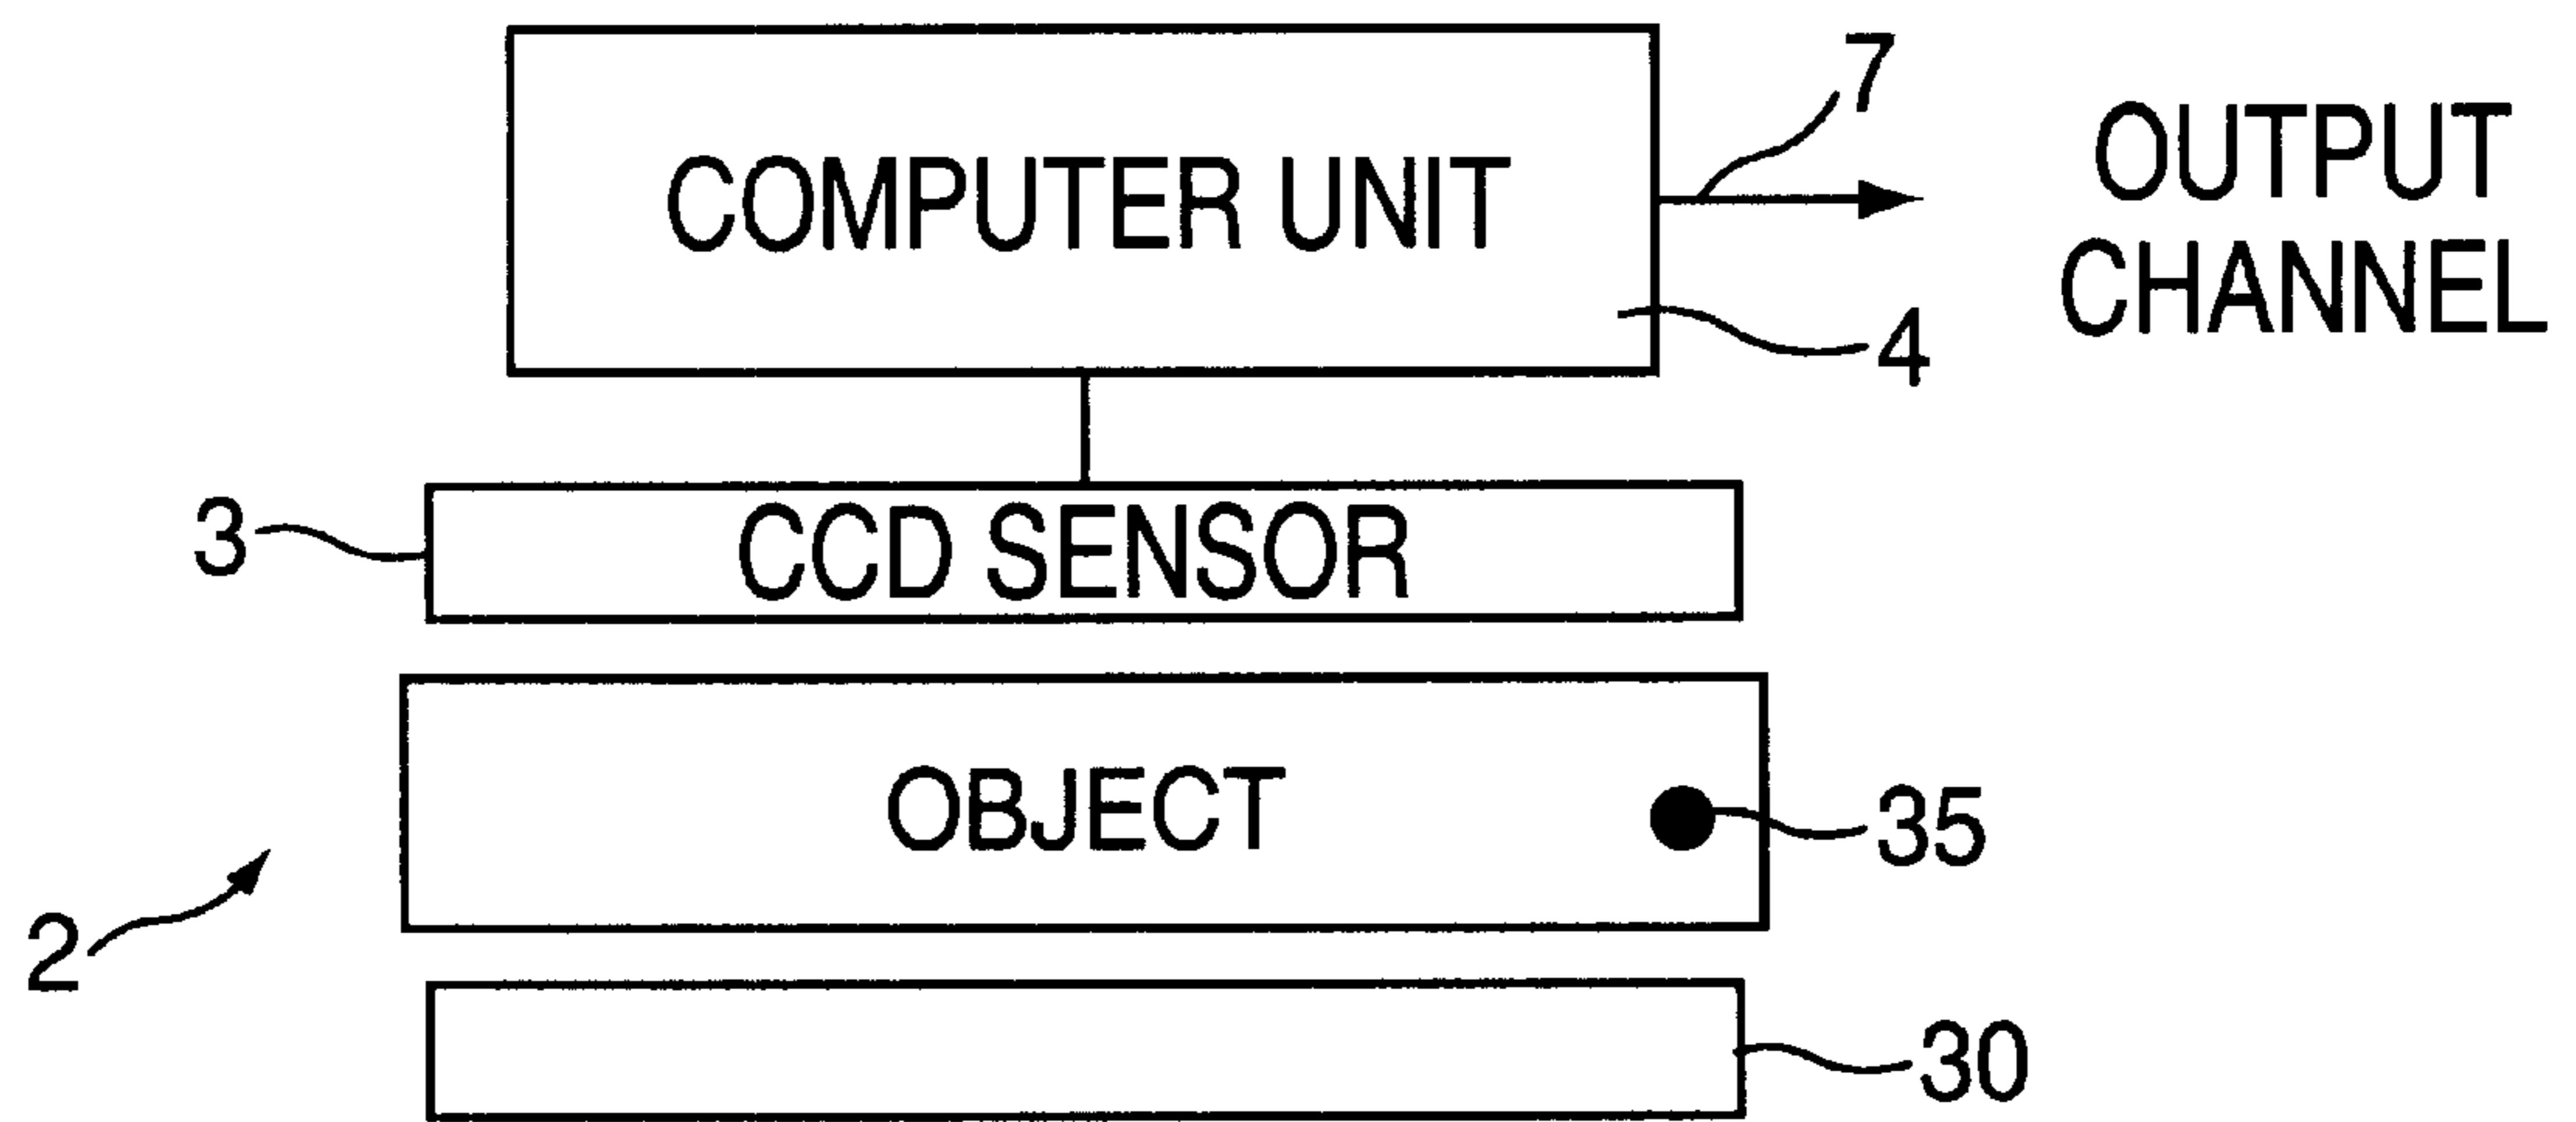 7
OUTPUT
CHANNEL
COMPUTER UNIT
4
3
CCD SENSOR
OBJECT
35
2
30